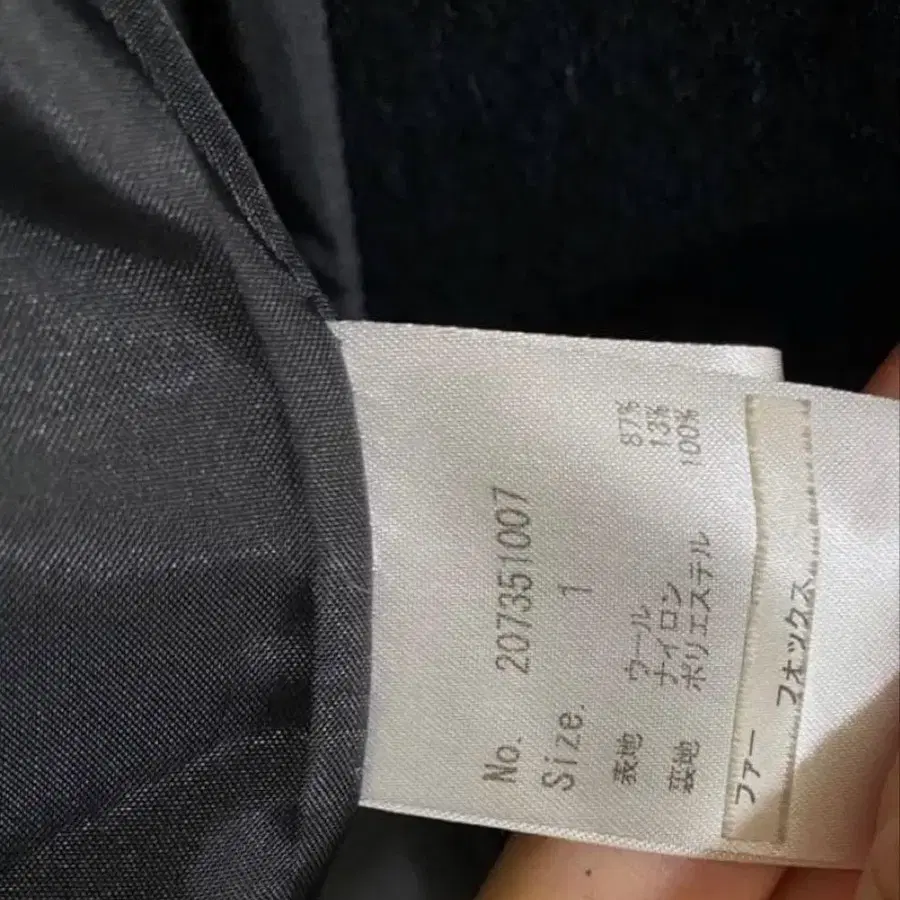 No. 207351007
Size. 1
表地 ウール 87%
ナイロン 13%
裏地 ポリエステル 100%
ファー フォックス